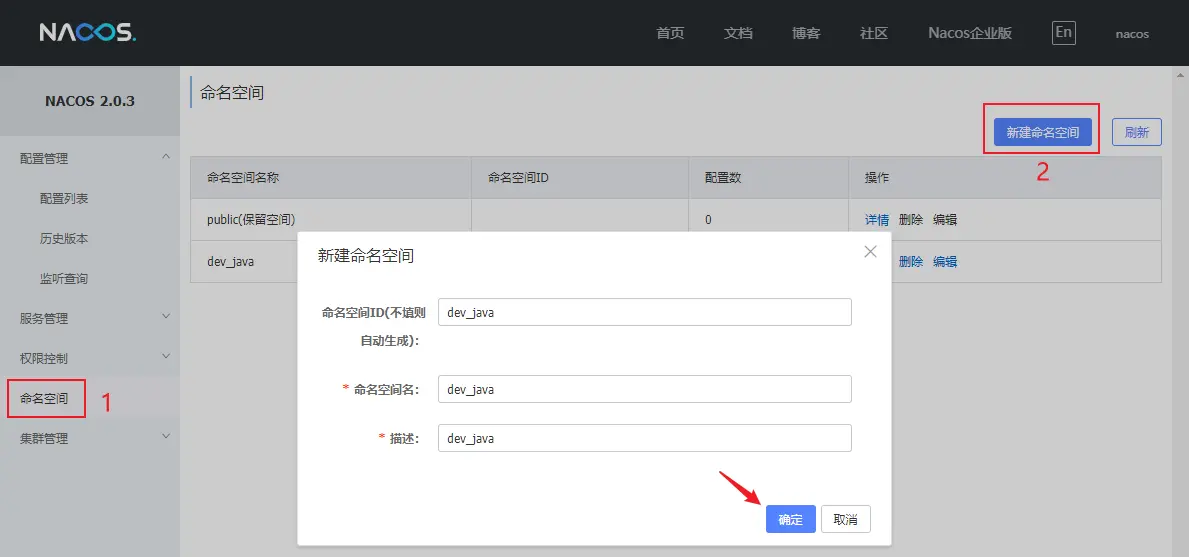 NACOS.
首页 文档 博客 社区 Nacos企业版 En nacos
NACOS 2.0.3
配置管理
配置列表
历史版本
监听查询
服务管理
权限控制
命名空间 1
集群管理
命名空间
新建命名空间 刷新
2
命名空间名称 命名空间ID 配置数 操作
public(保留空间) 0 详情 删除 编辑
dev_java 删除 编辑
新建命名空间
命名空间ID(不填则
自动生成): dev_java
* 命名空间名: dev_java
* 描述: dev_java
确定 取消